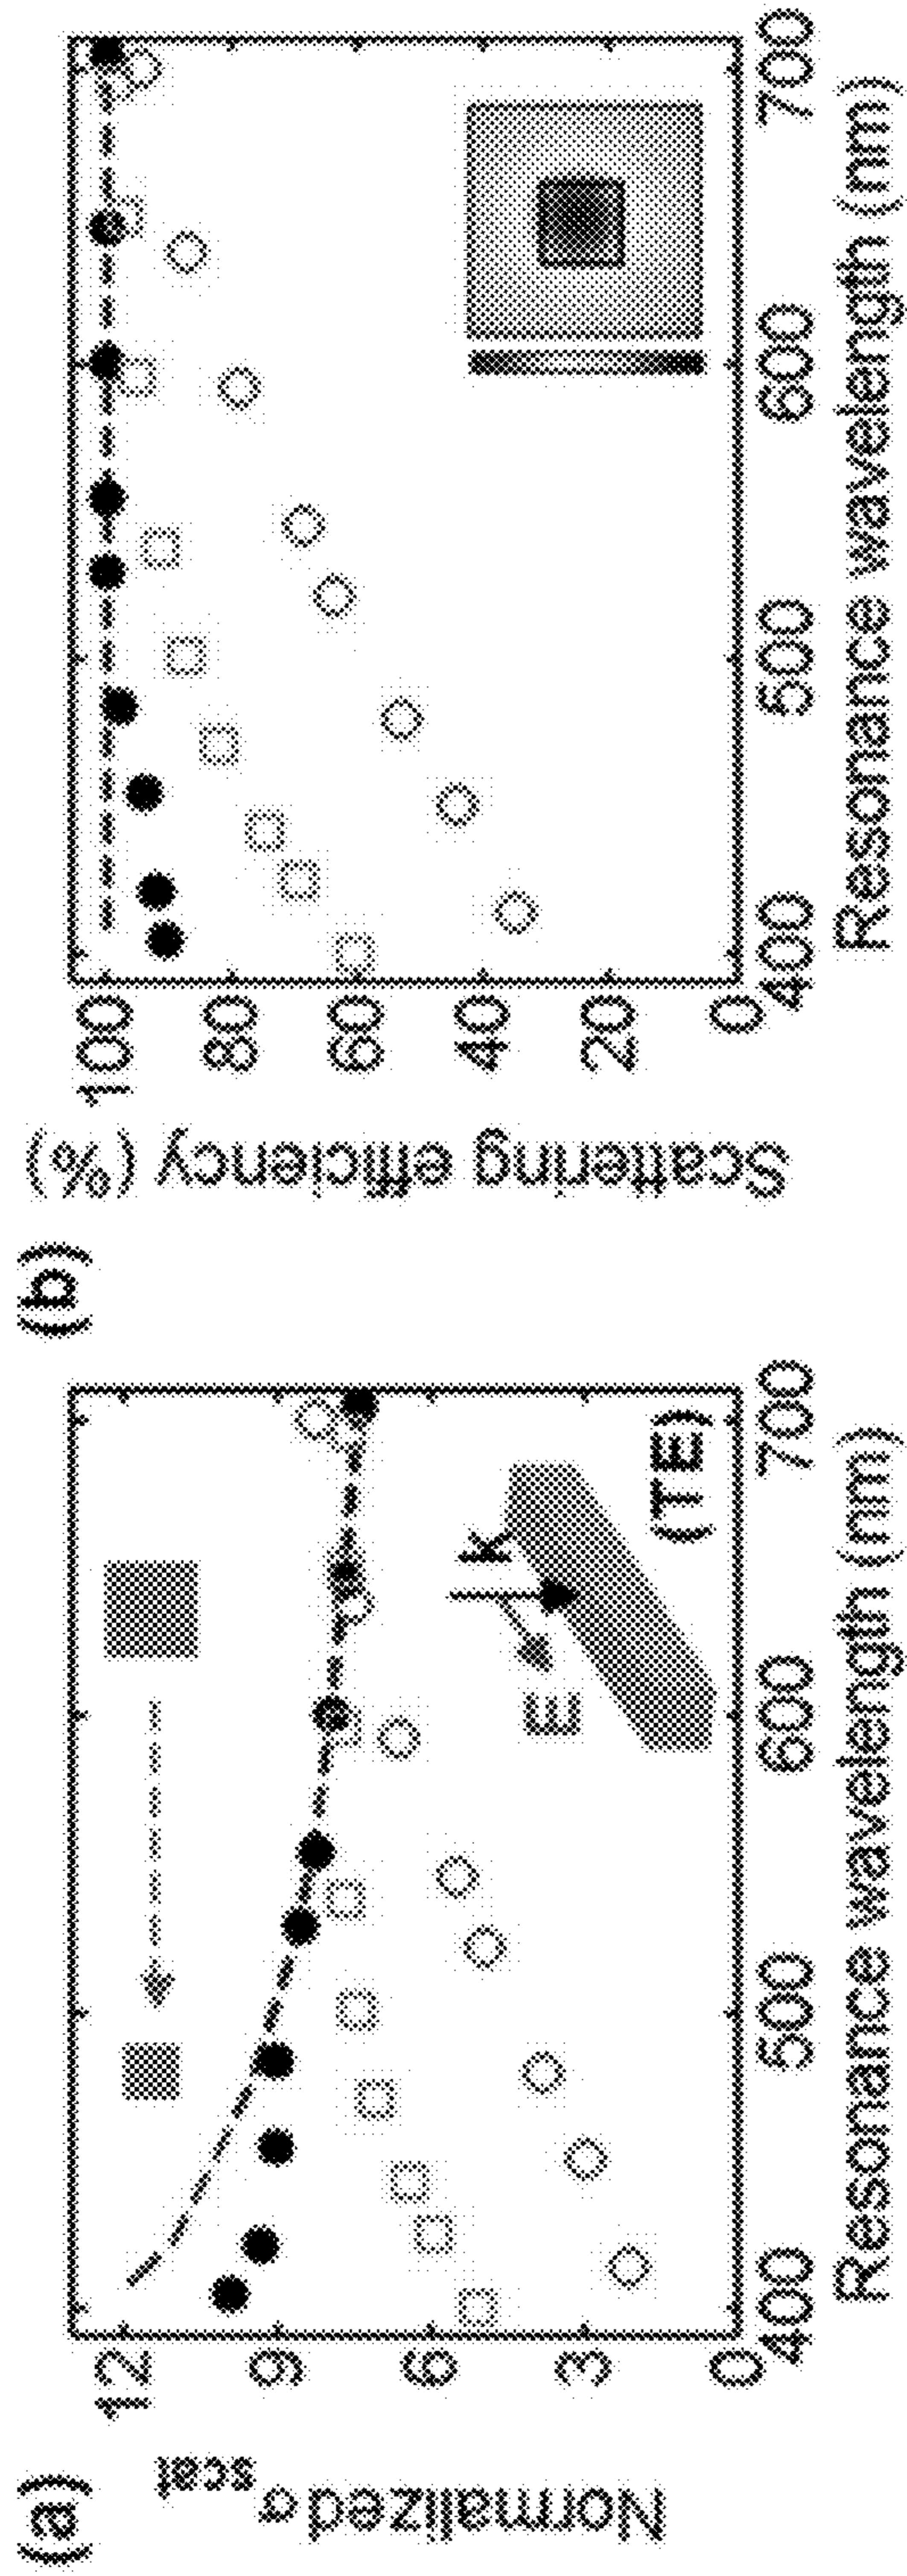 (a)
Normalized σscat
12
9
6
3
0
400
500
600
700
Resonance wavelength (nm)
E
k
(TE)
(b)
Scattering efficiency (%)
100
80
60
40
20
0
400
500
600
700
Resonance wavelength (nm)